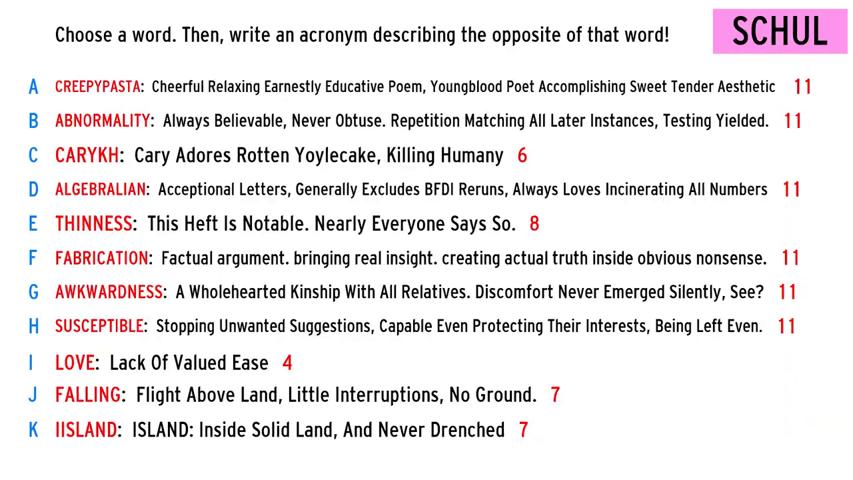 Choose a word. Then, write an acronym describing the opposite of that word!
SCHUL
A CREEPYPASTA: Cheerful Relaxing Earnestly Educative Poem, Youngblood Poet Accomplishing Sweet Tender Aesthetic 11
B ABNORMALITY: Always Believable, Never Obtuse. Repetition Matching All Later Instances, Testing Yielded. 11
C CARYKH: Cary Adores Rotten Yoylecake, Killing Humany 6
D ALGEBRALIAN: Acceptional Letters, Generally Excludes BFDI Reruns, Always Loves Incinerating All Numbers 11
E THINNESS: This Heft Is Notable. Nearly Everyone Says So. 8
F FABRICATION: Factual argument. bringing real insight. creating actual truth inside obvious nonsense. 11
G AWKWARDNESS: A Wholehearted Kinship With All Relatives. Discomfort Never Emerged Silently, See? 11
H SUSCEPTIBLE: Stopping Unwanted Suggestions, Capable Even Protecting Their Interests, Being Left Even. 11
I LOVE: Lack Of Valued Ease 4
J FALLING: Flight Above Land, Little Interruptions, No Ground. 7
K IISLAND: ISLAND: Inside Solid Land, And Never Drenched 7